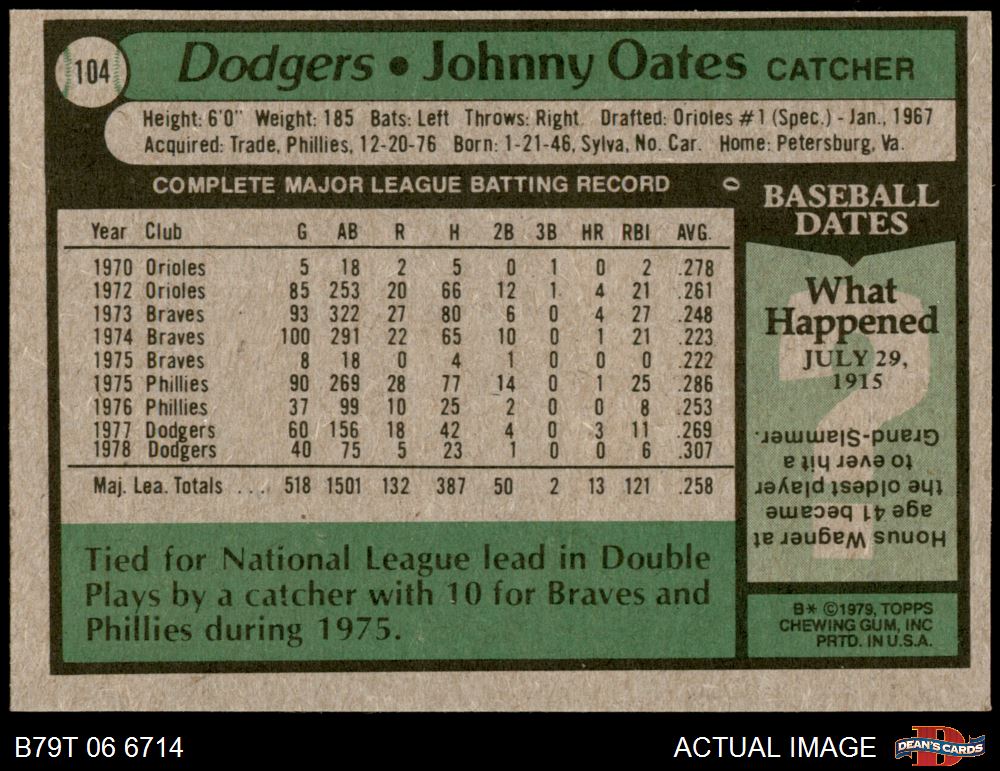 104
Dodgers • Johnny Oates CATCHER
Height: 6'0" Weight: 185 Bats: Left Throws: Right Drafted: Orioles #1 (Spec.) - Jan., 1967
Acquired: Trade, Phillies, 12-20-76 Born: 1-21-46, Sylva, No. Car. Home: Petersburg, Va.
COMPLETE MAJOR LEAGUE BATTING RECORD
Year Club G AB R H 2B 3B HR RBI AVG.
1970 Orioles 5 18 2 5 0 1 0 2 .278
1972 Orioles 85 253 20 66 12 1 4 21 .261
1973 Braves 93 322 27 80 6 0 4 27 .248
1974 Braves 100 291 22 65 10 0 1 21 .223
1975 Braves 8 18 0 4 1 0 0 0 .222
1975 Phillies 90 269 28 77 14 0 1 25 .286
1976 Phillies 37 99 10 25 2 0 0 8 .253
1977 Dodgers 60 156 18 42 4 0 3 11 .269
1978 Dodgers 40 75 5 23 1 0 0 6 .307
Maj. Lea. Totals .... 518 1501 132 387 50 2 13 121 .258
Tied for National League lead in Double
Plays by a catcher with 10 for Braves and
Phillies during 1975.
BASEBALL
DATES
What
Happened
JULY 29,
1915
?
Honus Wagner at
age 41 became
the oldest player
to ever hit a
Grand-Slammer.
B* ©1979, TOPPS
CHEWING GUM, INC
PRTD. IN U.S.A.
B79T 06 6714
ACTUAL IMAGE
D
DEAN'S CARDS